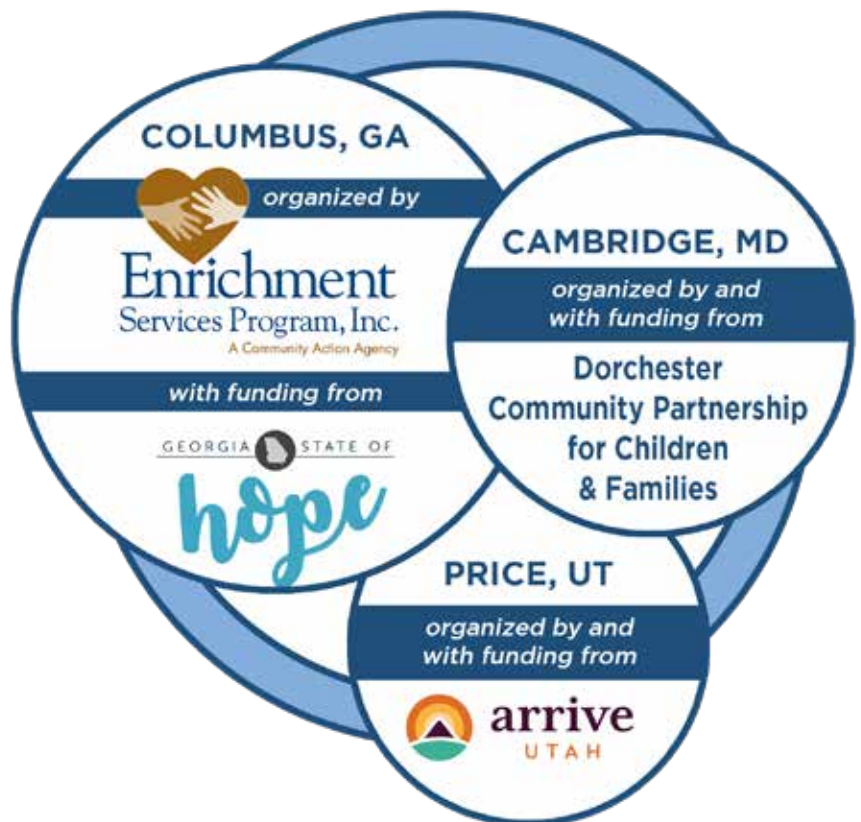 COLUMBUS, GA
organized by
Enrichment
Services Program, Inc.
A Community Action Agency
with funding from
GEORGIA STATE OF
hope
CAMBRIDGE, MD
organized by and
with funding from
Dorchester
Community Partnership
for Children
& Families
PRICE, UT
organized by and
with funding from
arrive
UTAH